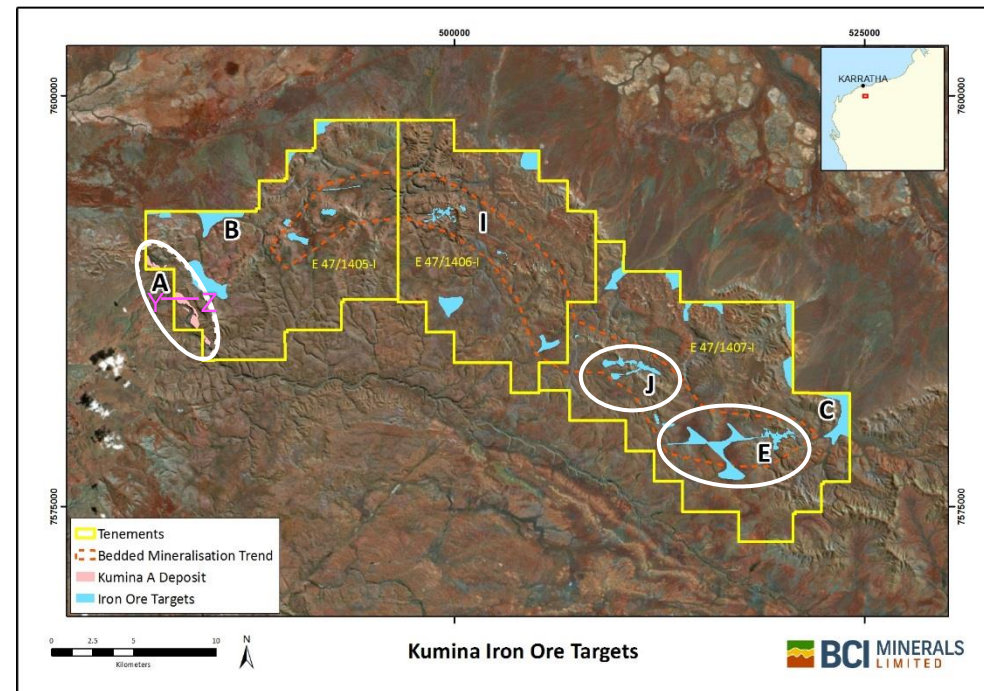 500000
525000
7600000
7600000
KARRATHA
B
I
E 47/1405-I
E 47/1406-I
A
Y
Z
E 47/1407-I
J
C
E
7575000
7575000
Tenements
Bedded Mineralisation Trend
Kumina A Deposit
Iron Ore Targets
0 2.5 5 10
Kilometers
N
Kumina Iron Ore Targets
BCI MINERALS
LIMITED